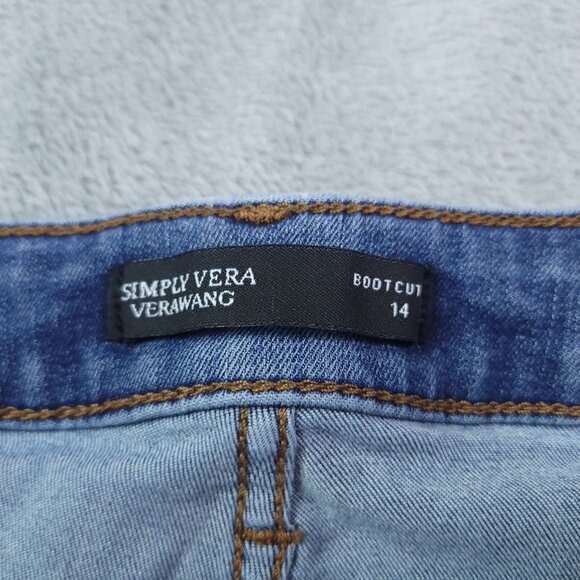 SIMPLY VERA
VERAWANG
BOOTCUT
14